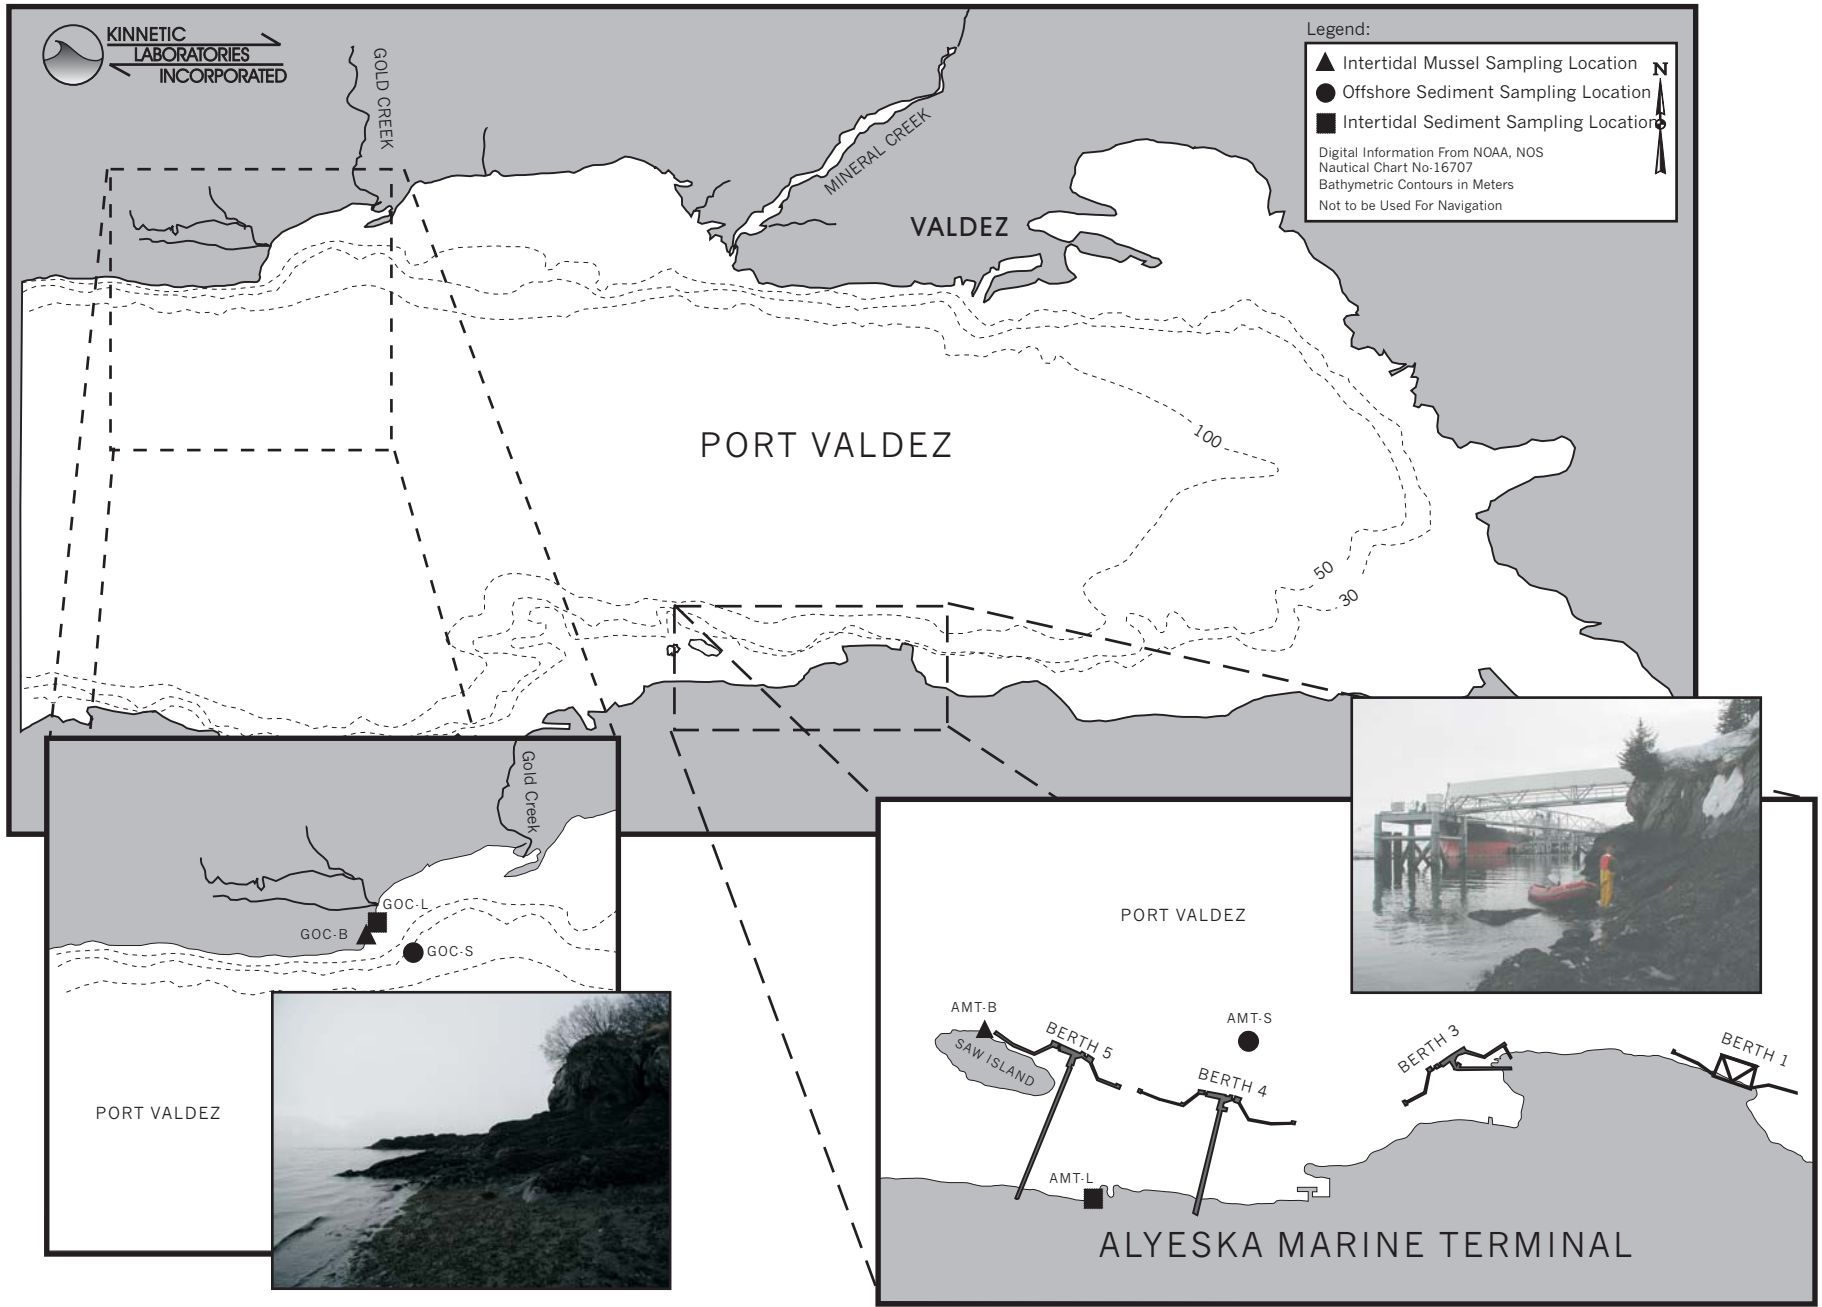 KINNETIC
LABORATORIES
INCORPORATED
GOLD CREEK
MINERAL CREEK
VALDEZ
Legend:
Intertidal Mussel Sampling Location
Offshore Sediment Sampling Location
Intertidal Sediment Sampling Location
N
Digital Information From NOAA, NOS
Nautical Chart No-16707
Bathymetric Contours in Meters
Not to be Used For Navigation
PORT VALDEZ
100
50
30
Gold Creek
GOC-L
GOC-B
GOC-S
PORT VALDEZ
PORT VALDEZ
AMT-B
SAW ISLAND
BERTH 5
AMT-S
BERTH 4
BERTH 3
BERTH 1
AMT-L
ALYESKA MARINE TERMINAL